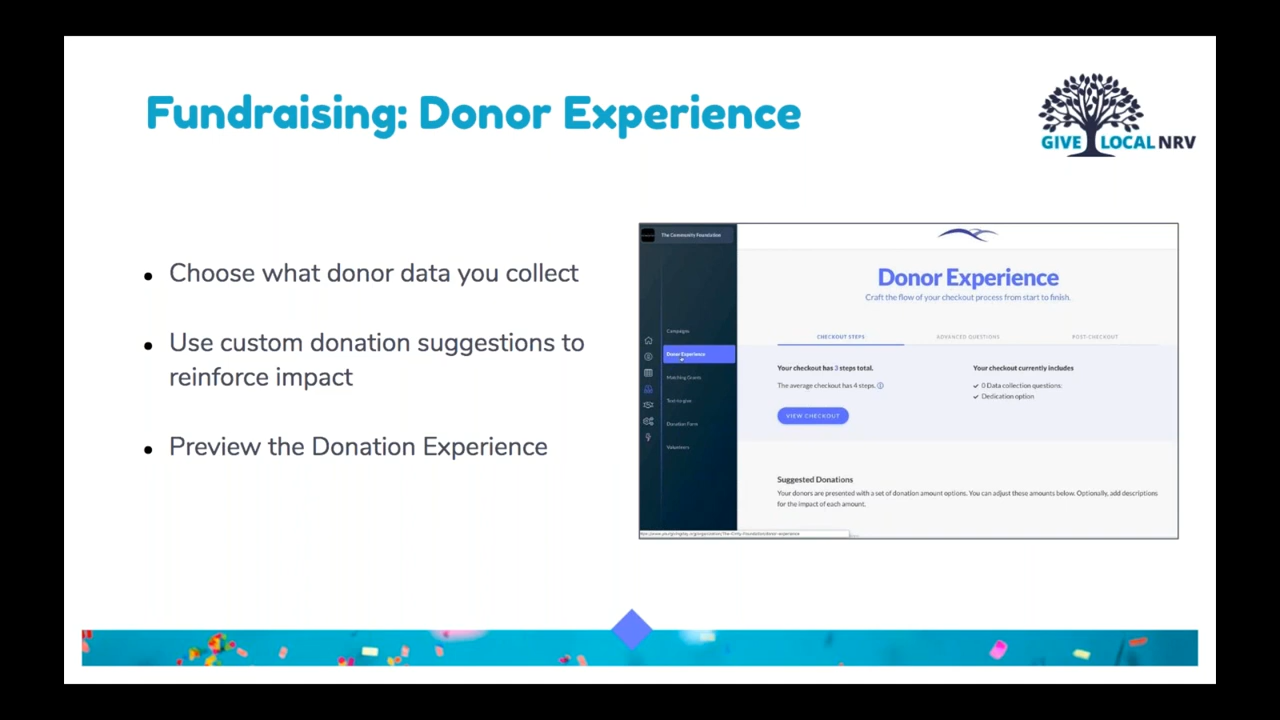 Fundraising: Donor Experience
GIVE LOCAL NRV
Choose what donor data you collect
Use custom donation suggestions to
reinforce impact
Preview the Donation Experience
The Community Foundation
Campaigns
Donor Experience
Matching Grants
Text-to-give
Donation Form
Volunteers
Donor Experience
Craft the flow of your checkout process from start to finish.
CHECKOUT STEPS
ADVANCED QUESTIONS
POST-CHECKOUT
Your checkout has 3 steps total.
The average checkout has 4 steps.
VIEW CHECKOUT
Your checkout currently includes
0 Data collection questions:
Dedication option
Suggested Donations
Your donors are presented with a set of donation amount options. You can adjust these amounts below. Optionally, add descriptions
for the impact of each amount.